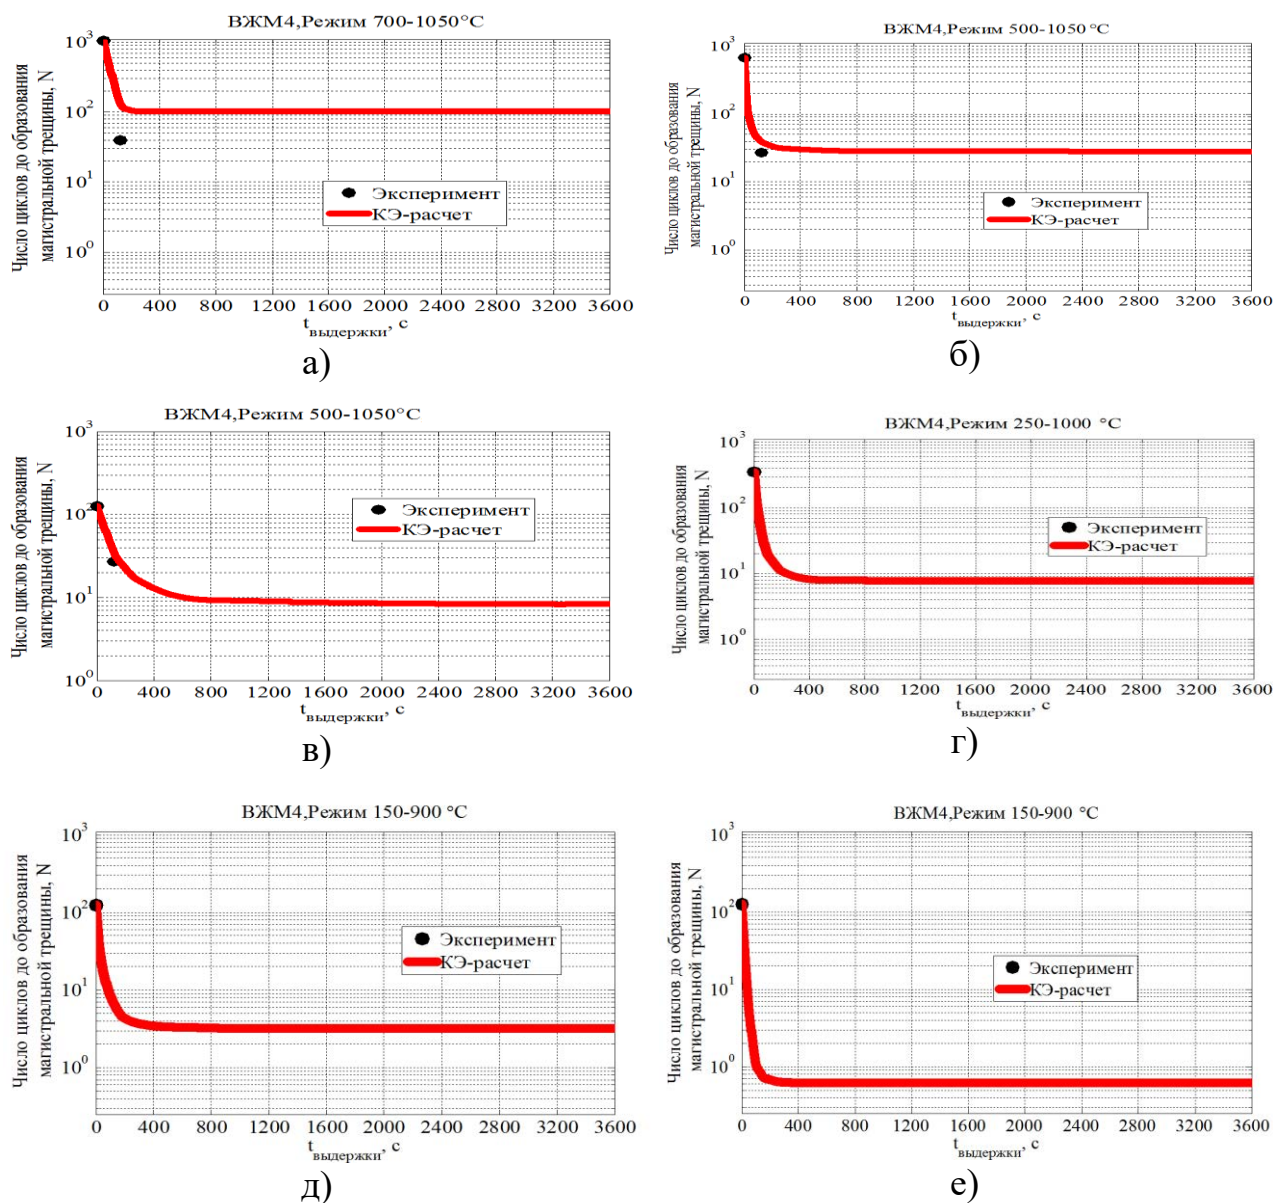 ВЖМ4,Режим 700-1050°С
Число циклов до образования
магистральной трещины, N
10³
10²
10¹
10⁰
Эксперимент
КЭ-расчет
0 400 800 1200 1600 2000 2400 2800 3200 3600
tвыдержки, с
а)
ВЖМ4,Режим 500-1050 °С
Число циклов до образования
магистральной трещины, N
10³
10²
10¹
10⁰
Эксперимент
КЭ-расчет
0 400 800 1200 1600 2000 2400 2800 3200 3600
tвыдержки, с
б)
ВЖМ4,Режим 500-1050°С
Число циклов до образования
магистральной трещины, N
10³
10²
10¹
10⁰
Эксперимент
КЭ-расчет
0 400 800 1200 1600 2000 2400 2800 3200 3600
tвыдержки, с
в)
ВЖМ4,Режим 250-1000 °С
Число циклов до образования
магистральной трещины, N
10³
10²
10¹
10⁰
Эксперимент
КЭ-расчет
0 400 800 1200 1600 2000 2400 2800 3200 3600
tвыдержки, с
г)
ВЖМ4,Режим 150-900 °С
Число циклов до образования
магистральной трещины, N
10³
10²
10¹
10⁰
Эксперимент
КЭ-расчет
0 400 800 1200 1600 2000 2400 2800 3200 3600
tвыдержки, с
д)
ВЖМ4,Режим 150-900 °С
Число циклов до образования
магистральной трещины, N
10³
10²
10¹
10⁰
Эксперимент
КЭ-расчет
0 400 800 1200 1600 2000 2400 2800 3200 3600
tвыдержки, с
е)